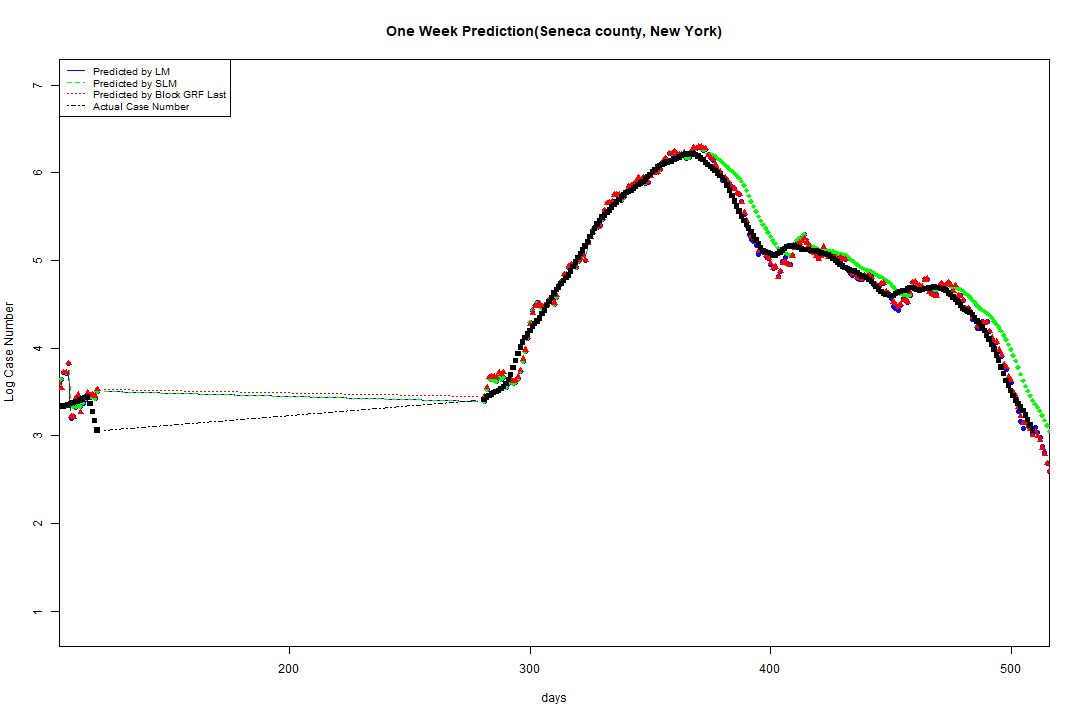 One Week Prediction(Seneca county, New York)
Predicted by LM
Predicted by SLM
Predicted by Block GRF Last
Actual Case Number
7
6
5
4
3
2
1
Log Case Number
200 300 400 500
days